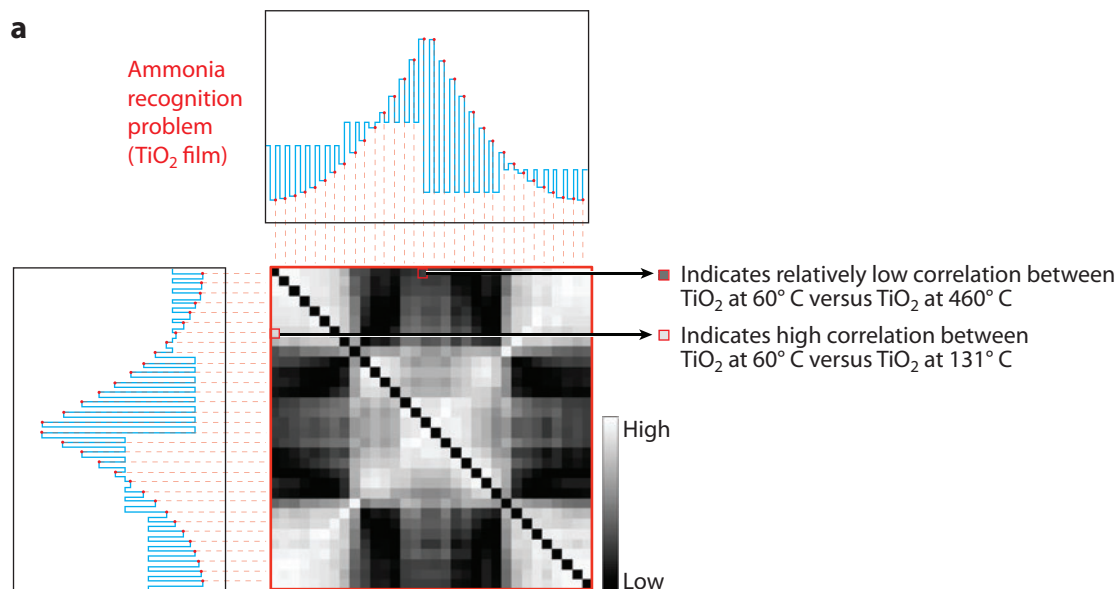 a
Ammonia
recognition
problem
(TiO₂ film)
Indicates relatively low correlation between
TiO₂ at 60° C versus TiO₂ at 460° C
Indicates high correlation between
TiO₂ at 60° C versus TiO₂ at 131° C
High
Low